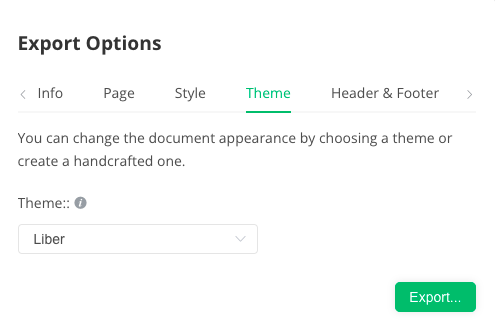 Export Options
Info Page Style Theme Header & Footer
You can change the document appearance by choosing a theme or
create a handcrafted one.
Theme::
Liber
Export...